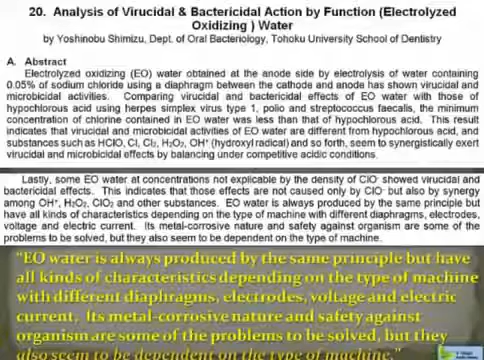 20. Analysis of Virucidal & Bactericidal Action by Function (Electrolyzed
Oxidizing ) Water
by Yoshinobu Shimizu, Dept. of Oral Bacteriology, Tohoku University School of Dentistry
A. Abstract
Electrolyzed oxidizing (EO) water obtained at the anode side by electrolysis of water containing
0.05% of sodium chloride using a diaphragm between the cathode and anode has shown virucidal and
microbicidal activities. Comparing virucidal and bactericidal effects of EO water with those of
hypochlorous acid using herpes simplex virus type 1, polio and streptococcus faecalis, the minimum
concentration of chlorine contained in EO water was less than that of hypochlorous acid. This result
indicates that virucidal and microbicidal activities of EO water are different from hypochlorous acid, and
substances such as HClO, Cl, Cl₂, H₂O₂, OH* (hydroxyl radical) and so forth, seem to synergistically exert
virucidal and microbicidal effects by balancing under competitive acidic conditions.
Lastly, some EO water at concentrations not explicable by the density of ClO⁻ showed virucidal and
bactericidal effects. This indicates that those effects are not caused only by ClO⁻ but also by synergy
among OH*, H₂O₂, ClO₂ and other substances. EO water is always produced by the same principle but
have all kinds of characteristics depending on the type of machine with different diaphragms, electrodes,
voltage and electric current. Its metal-corrosive nature and safety against organism are some of the
problems to be solved, but they also seem to be dependent on the type of machine.
"EO water is always produced by the same principle but have
all kinds of characteristics depending on the type of machine
with different diaphragms, electrodes, voltage and electric
current. Its metal-corrosive nature and safety against
organism are some of the problems to be solved, but they
also seem to be dependent on the type of machine."